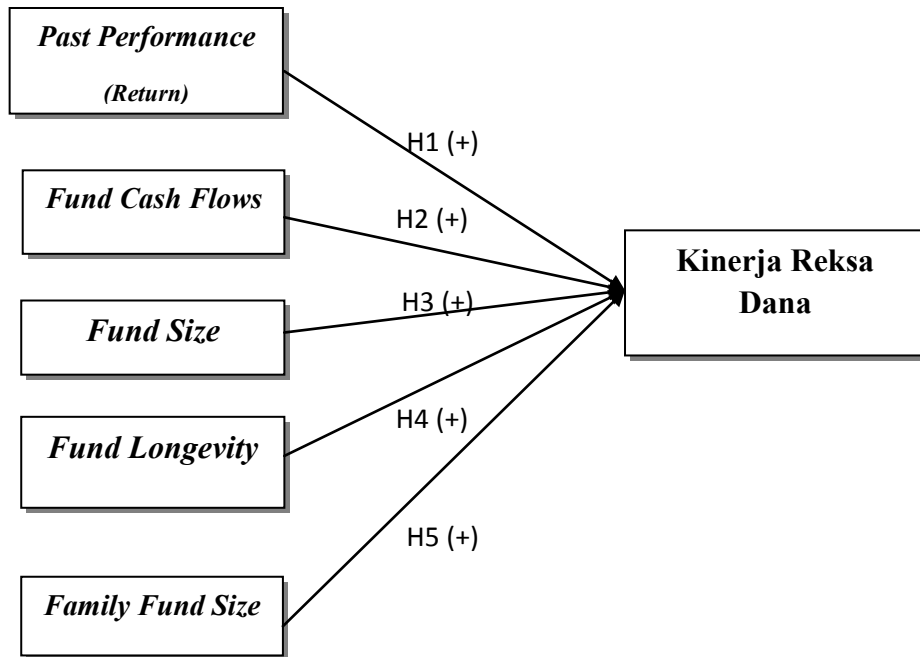 Past Performance
(Return)
H1 (+)
Fund Cash Flows
H2 (+)
Kinerja Reksa
Dana
Fund Size
H3 (+)
Fund Longevity
H4 (+)
H5 (+)
Family Fund Size